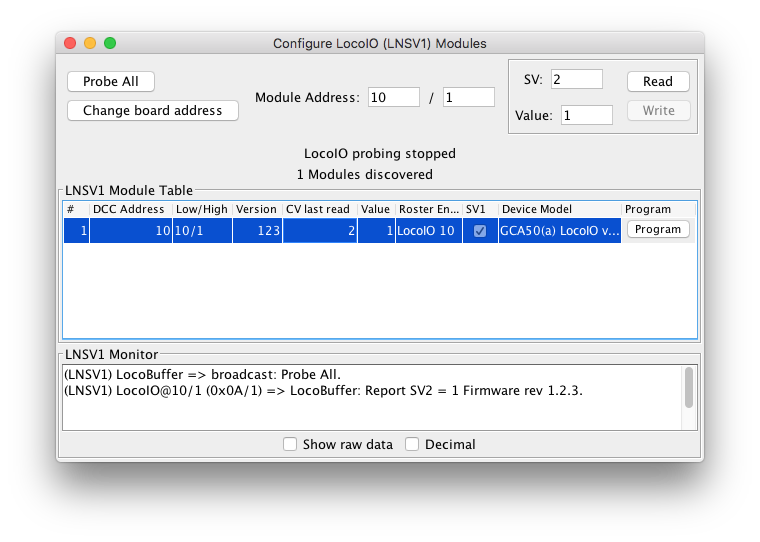 Configure LocoIO (LNSV1) Modules
Probe All
Change board address
Module Address: 10 / 1
SV: 2
Read
Value: 1
Write
LocoIO probing stopped
1 Modules discovered
LNSV1 Module Table
# DCC Address Low/High Version CV last read Value Roster En... SV1 Device Model Program
1 10 10/1 123 2 1 LocoIO 10 GCA50(a) LocoIO v... Program
LNSV1 Monitor
(LNSV1) LocoBuffer => broadcast: Probe All.
(LNSV1) LocoIO@10/1 (0x0A/1) => LocoBuffer: Report SV2 = 1 Firmware rev 1.2.3.
Show raw data Decimal